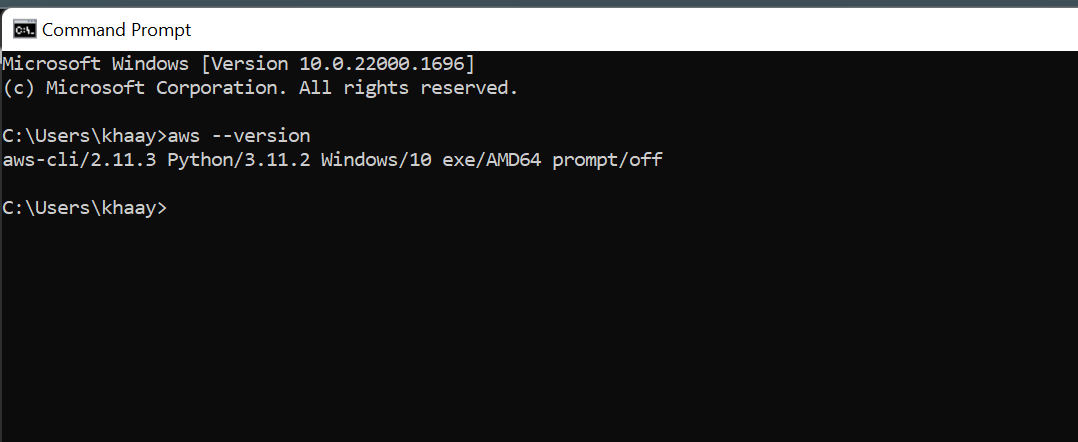 Command Prompt
Microsoft Windows [Version 10.0.22000.1696]
(c) Microsoft Corporation. All rights reserved.
C:\Users\khaay>aws --version
aws-cli/2.11.3 Python/3.11.2 Windows/10 exe/AMD64 prompt/off
C:\Users\khaay>